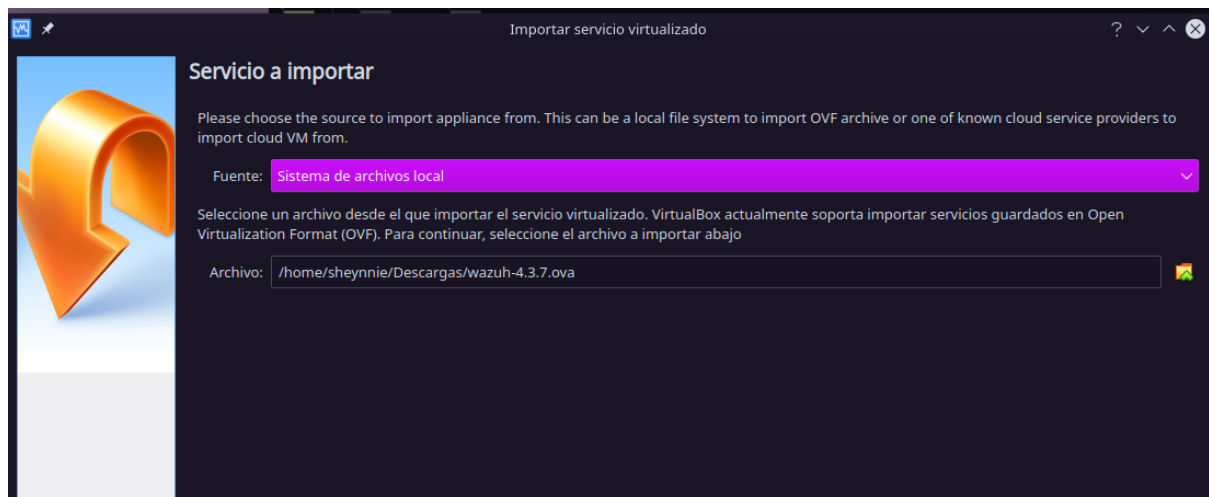 Importar servicio virtualizado
Servicio a importar
Please choose the source to import appliance from. This can be a local file system to import OVF archive or one of known cloud service providers to
import cloud VM from.
Fuente: Sistema de archivos local
Seleccione un archivo desde el que importar el servicio virtualizado. VirtualBox actualmente soporta importar servicios guardados en Open
Virtualization Format (OVF). Para continuar, seleccione el archivo a importar abajo
Archivo: /home/sheynnie/Descargas/wazuh-4.3.7.ova